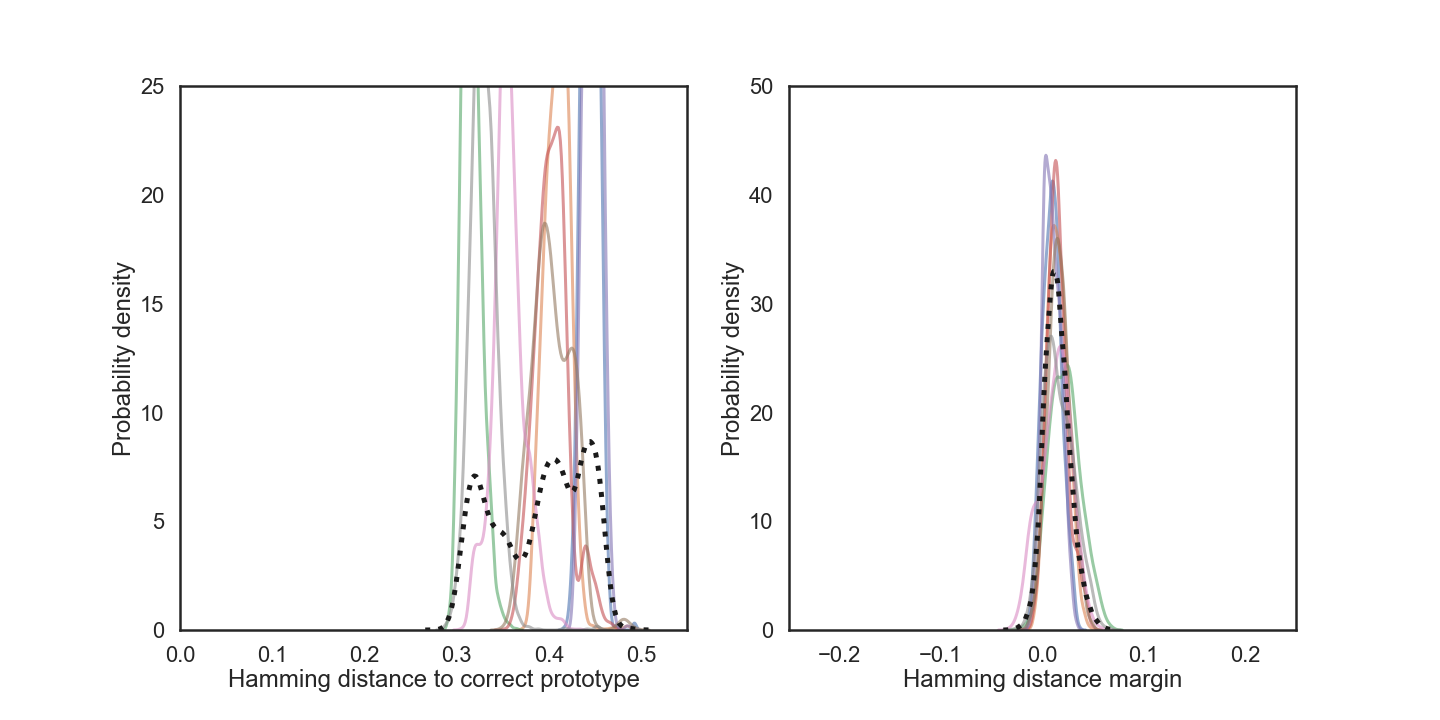 25
20
15
10
5
0
0.0 0.1 0.2 0.3 0.4 0.5
Probability density
Hamming distance to correct prototype
50
40
30
20
10
0
−0.2 −0.1 0.0 0.1 0.2
Probability density
Hamming distance margin